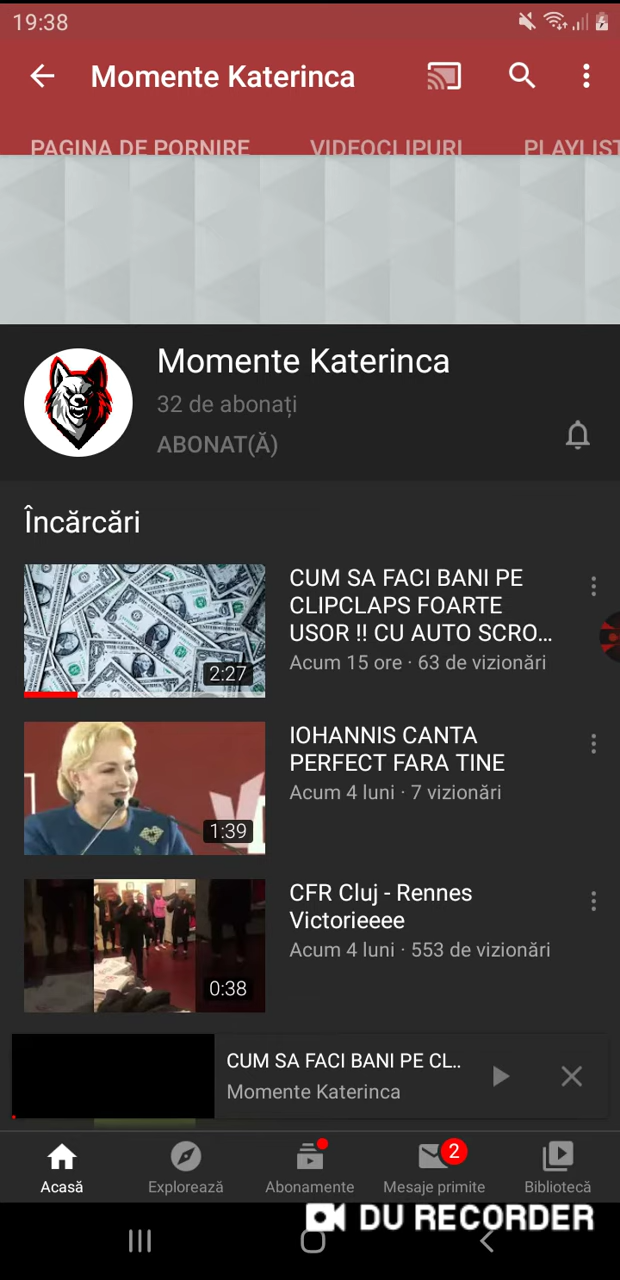 19:38
Momente Katerinca
PAGINA DE PORNIRE VIDEOCLIPURI PLAYLIST
Momente Katerinca
32 de abonați
ABONAT(Ă)
Încărcări
CUM SA FACI BANI PE
CLIPCLAPS FOARTE
USOR !! CU AUTO SCRO...
Acum 15 ore · 63 de vizionări
2:27
IOHANNIS CANTA
PERFECT FARA TINE
Acum 4 luni · 7 vizionări
1:39
CFR Cluj - Rennes
Victorieeee
Acum 4 luni · 553 de vizionări
0:38
CUM SA FACI BANI PE CL..
Momente Katerinca
2
Acasă Explorează Abonamente Mesaje primite Bibliotecă
DU RECORDER